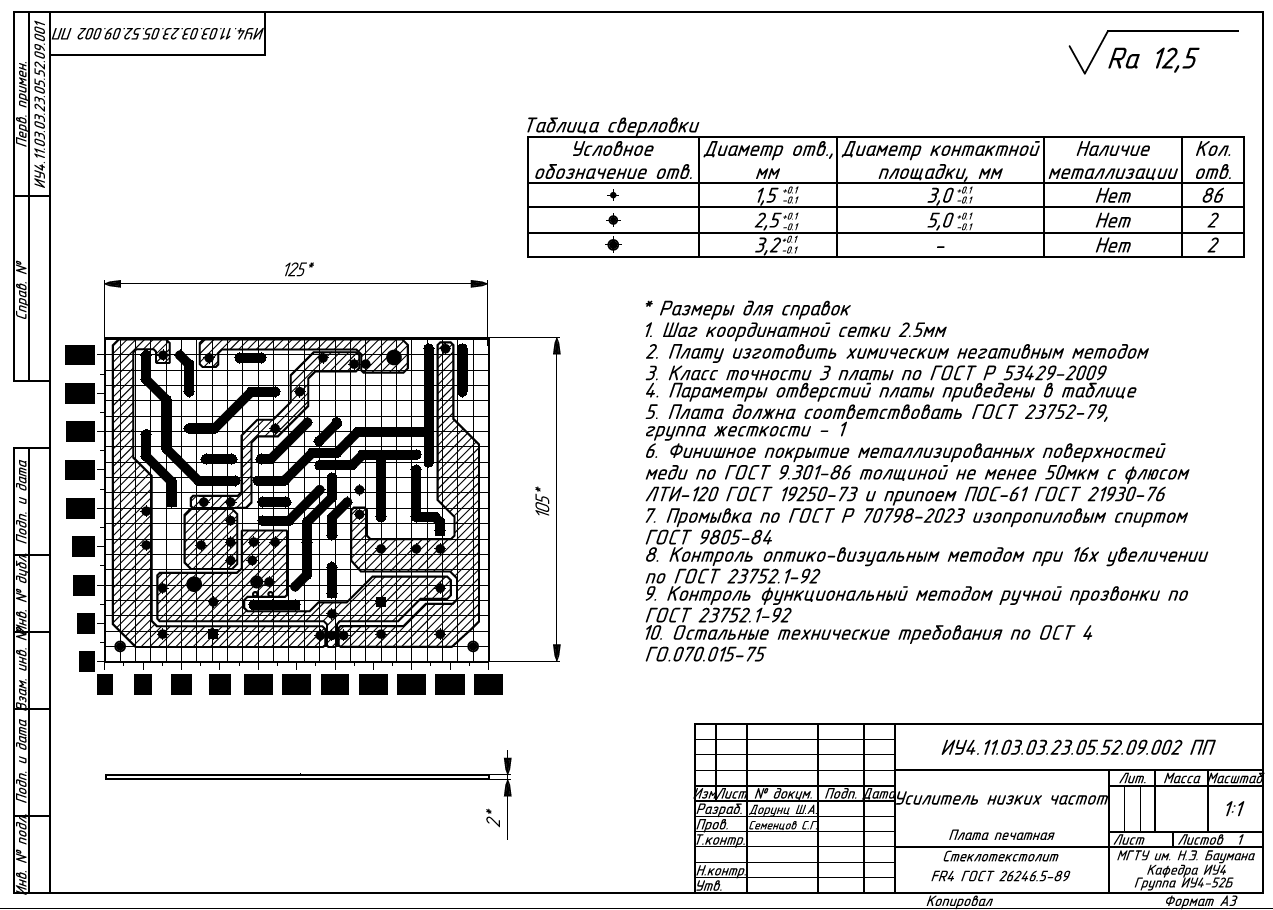 ИУ4.11.03.03.23.05.52.09.002 ПП
Перв. примен.
ИУ4.11.03.03.23.05.52.09.001
Справ. №
Подп. и дата
Инв. № дубл.
Взам. инв. №
Подп. и дата
Инв. № подл.
Ra 12,5
Таблица сверловки
Условное обозначение отв. Диаметр отв., мм Диаметр контактной площадки, мм Наличие металлизации Кол. отв.
1,5 +0.1 -0.1 3,0 +0.1 -0.1 Нет 86
2,5 +0.1 -0.1 5,0 +0.1 -0.1 Нет 2
3,2 +0.1 -0.1 – Нет 2
125*
105*
2*
* Размеры для справок
1. Шаг координатной сетки 2.5мм
2. Плату изготовить химическим негативным методом
3. Класс точности 3 платы по ГОСТ Р 53429-2009
4. Параметры отверстий платы приведены в таблице
5. Плата должна соответствовать ГОСТ 23752-79,
группа жесткости - 1
6. Финишное покрытие металлизированных поверхностей
меди по ГОСТ 9.301-86 толщиной не менее 50мкм с флюсом
ЛТИ-120 ГОСТ 19250-73 и припоем ПОС-61 ГОСТ 21930-76
7. Промывка по ГОСТ Р 70798-2023 изопропиловым спиртом
ГОСТ 9805-84
8. Контроль оптико-визуальным методом при 16х увеличении
по ГОСТ 23752.1-92
9. Контроль функциональный методом ручной прозвонки по
ГОСТ 23752.1-92
10. Остальные технические требования по ОСТ 4
ГО.070.015-75
ИУ4.11.03.03.23.05.52.09.002 ПП
Изм. Лист № докум. Подп. Дата
Разраб. Дорунц Ш.А.
Пров. Семенцов С.Г.
Т.контр.
Н.контр.
Утв.
Усилитель низких частот
Плата печатная
Лит. Масса Масштаб
1:1
Лист Листов 1
Стеклотекстолит
FR4 ГОСТ 26246.5-89
МГТУ им. Н.Э. Баумана
Кафедра ИУ4
Группа ИУ4-52Б
Копировал Формат А3